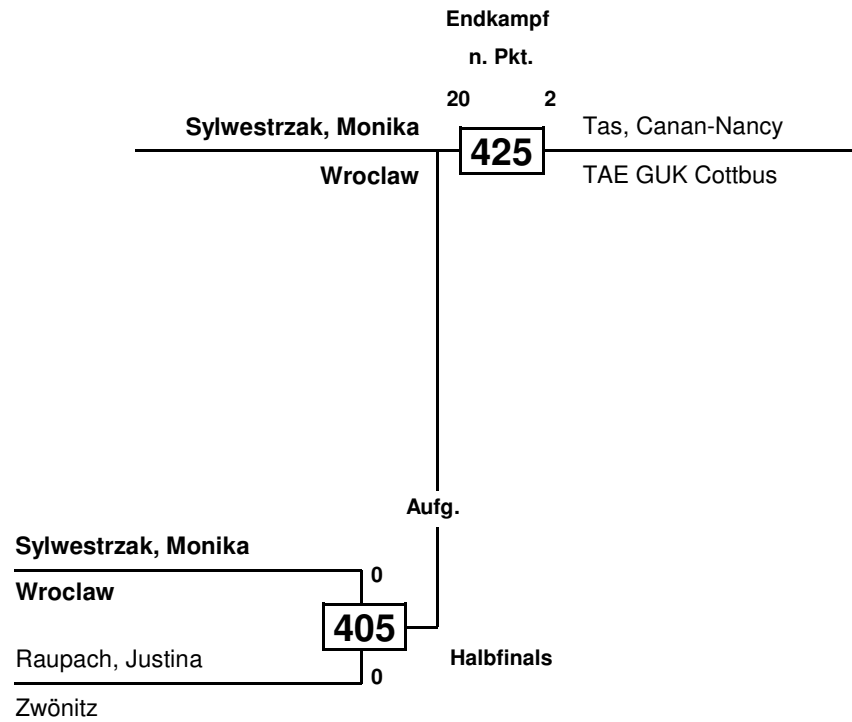 Endkampf
n. Pkt.
20 2
Sylwestrzak, Monika 425 Tas, Canan-Nancy
Wroclaw TAE GUK Cottbus
Aufg.
Sylwestrzak, Monika
0
Wroclaw
405
Raupach, Justina Halbfinals
0
Zwönitz